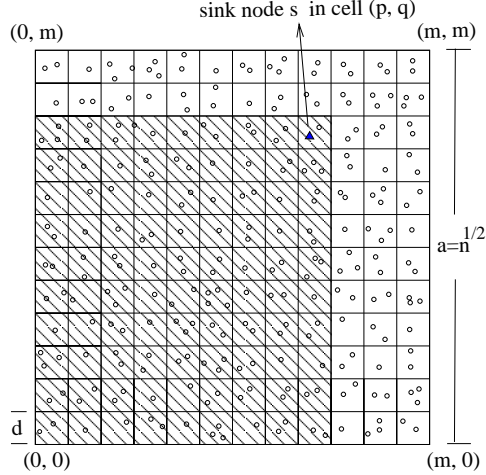 sink node s in cell (p, q)
(0, m)
(m, m)
a=n^{1/2}
d
(0, 0)
(m, 0)